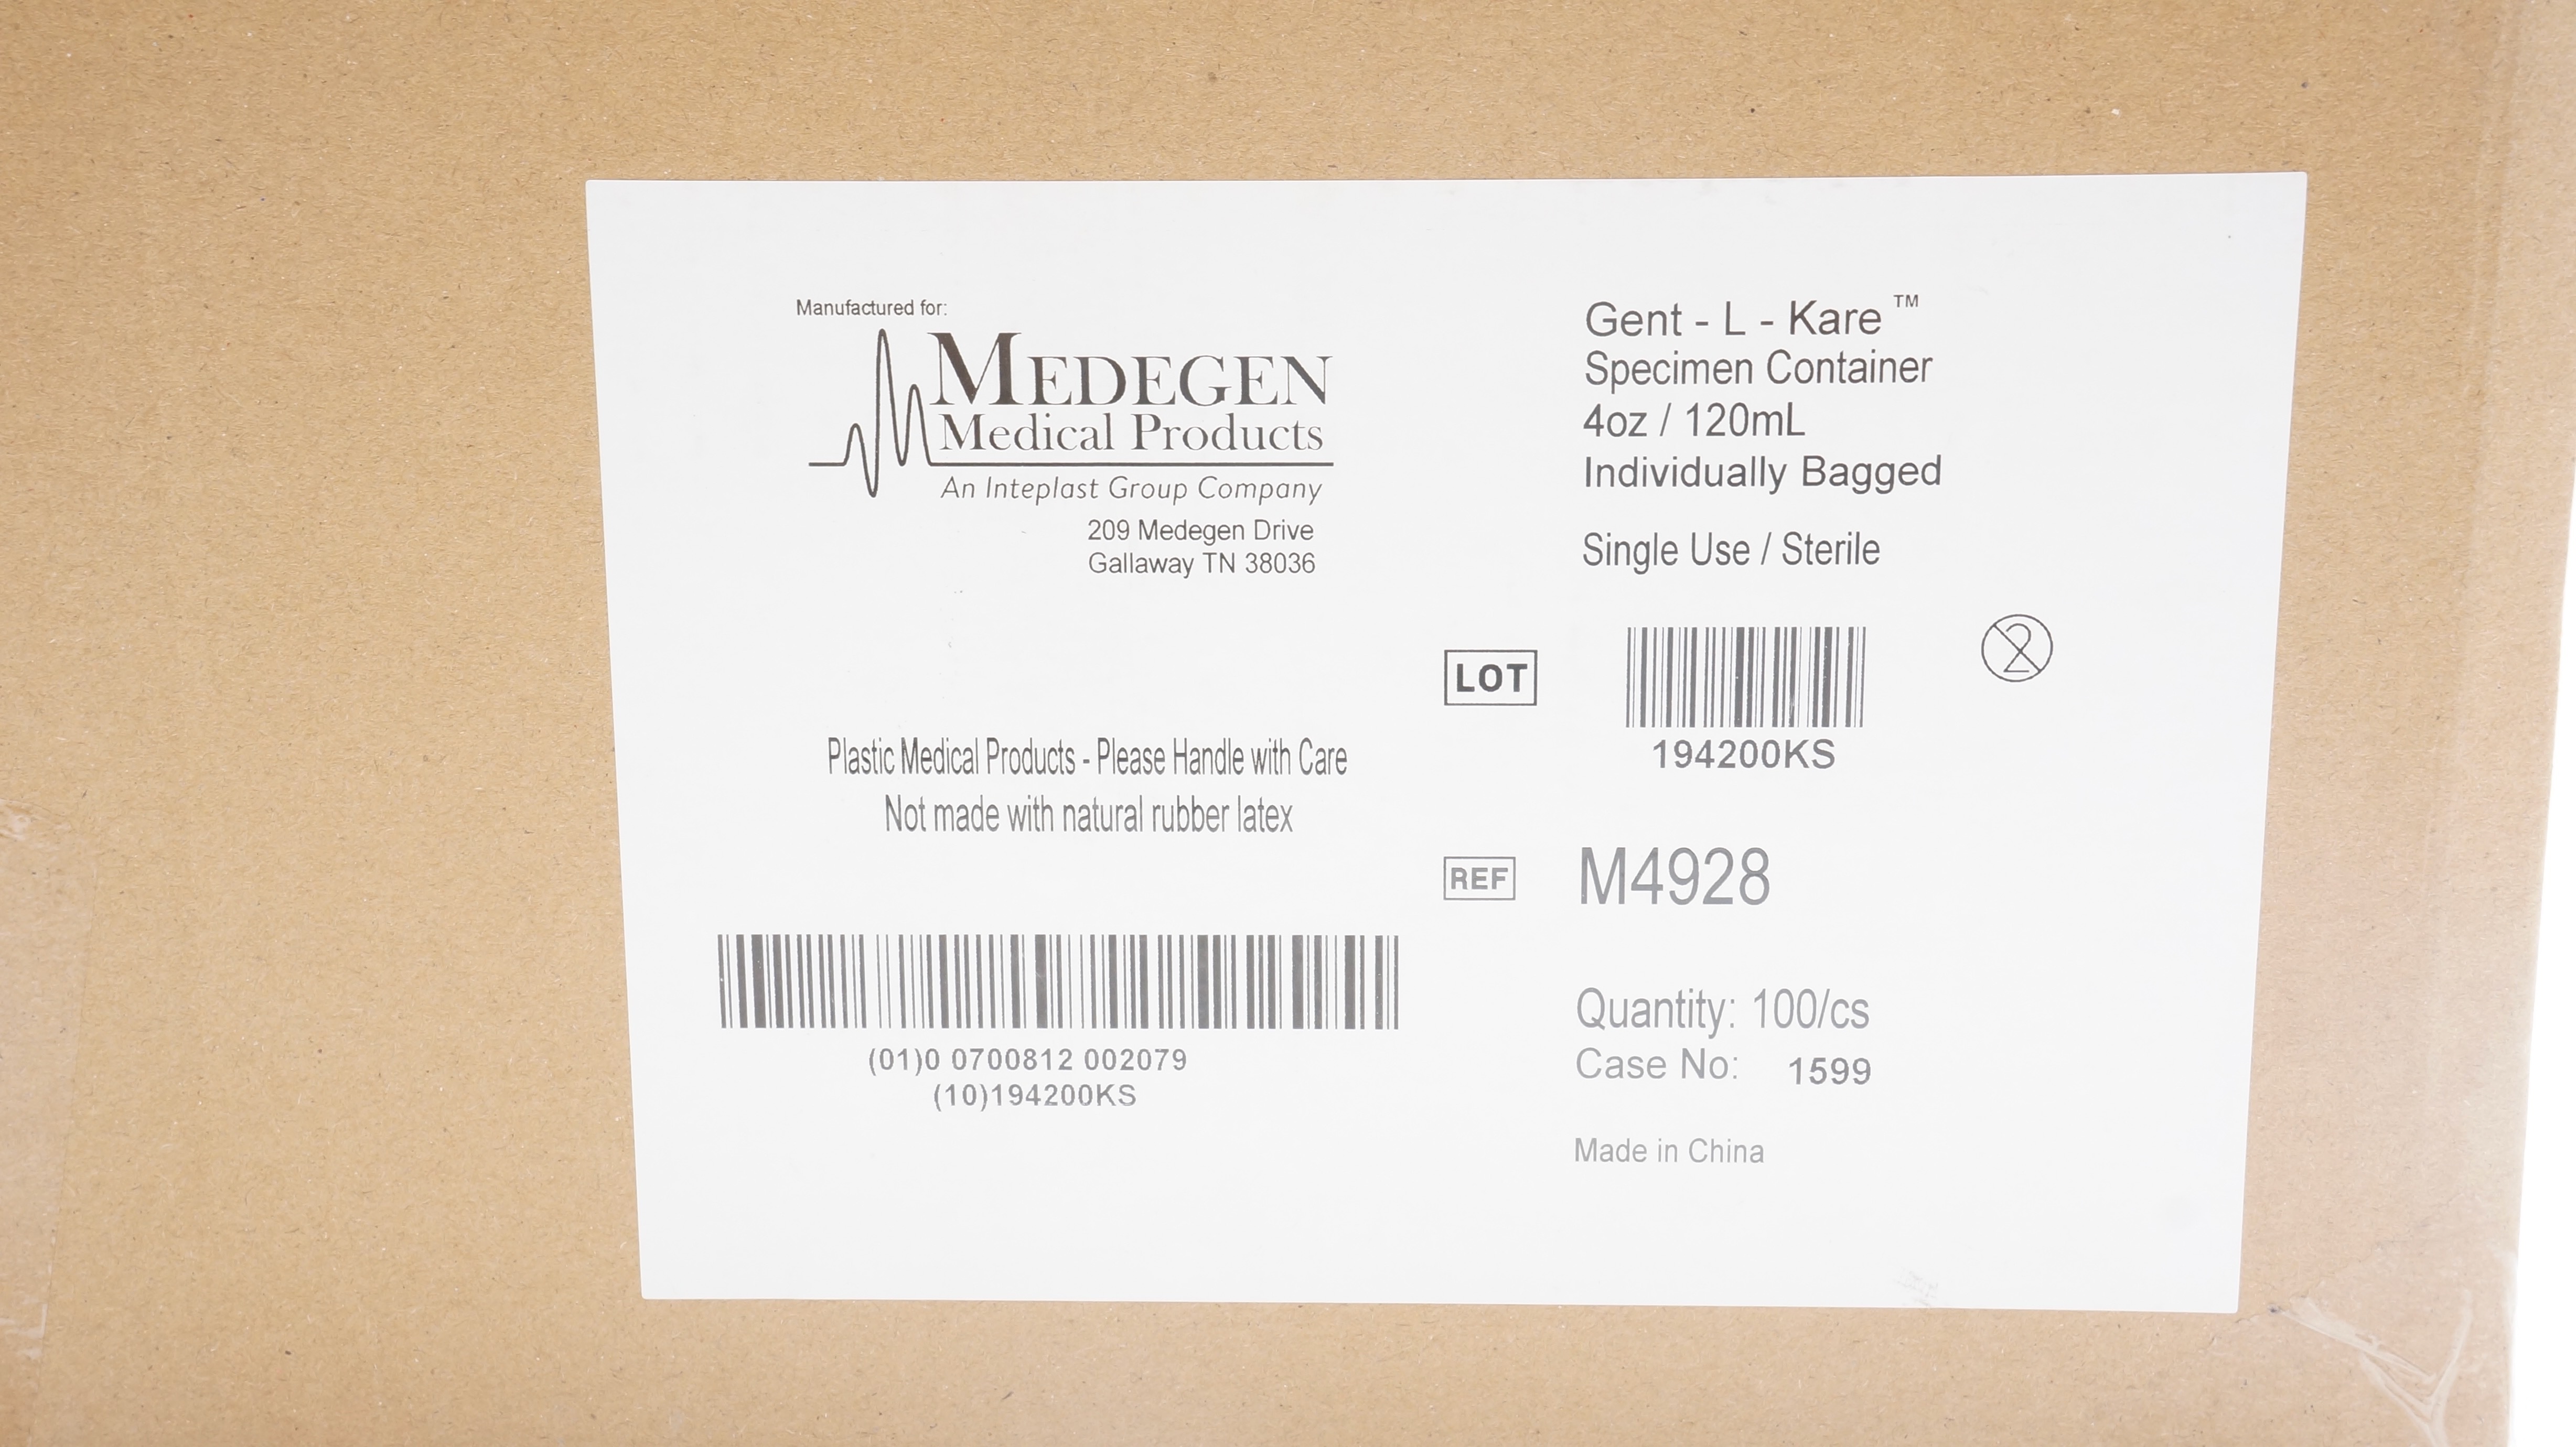 Manufactured for:
MEDEGEN
Medical Products
An Inteplast Group Company
209 Medegen Drive
Gallaway TN 38036
Plastic Medical Products - Please Handle with Care
Not made with natural rubber latex
(01)0 0700812 002079
(10)194200KS
Gent - L - Kare™
Specimen Container
4oz / 120mL
Individually Bagged
Single Use / Sterile
LOT
2
194200KS
REF M4928
Quantity: 100/cs
Case No: 1599
Made in China